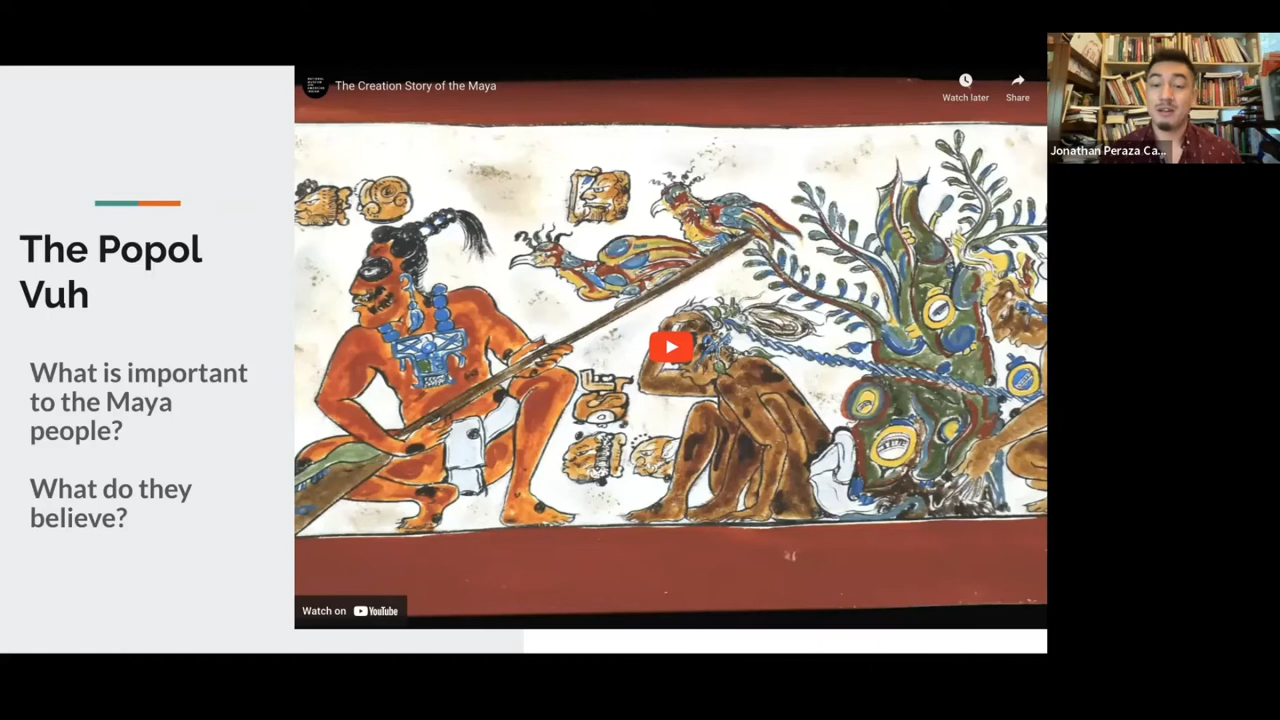 The Creation Story of the Maya
Watch later
Share
Jonathan Peraza Ca...
The Popol
Vuh
What is important
to the Maya
people?
What do they
believe?
Watch on YouTube